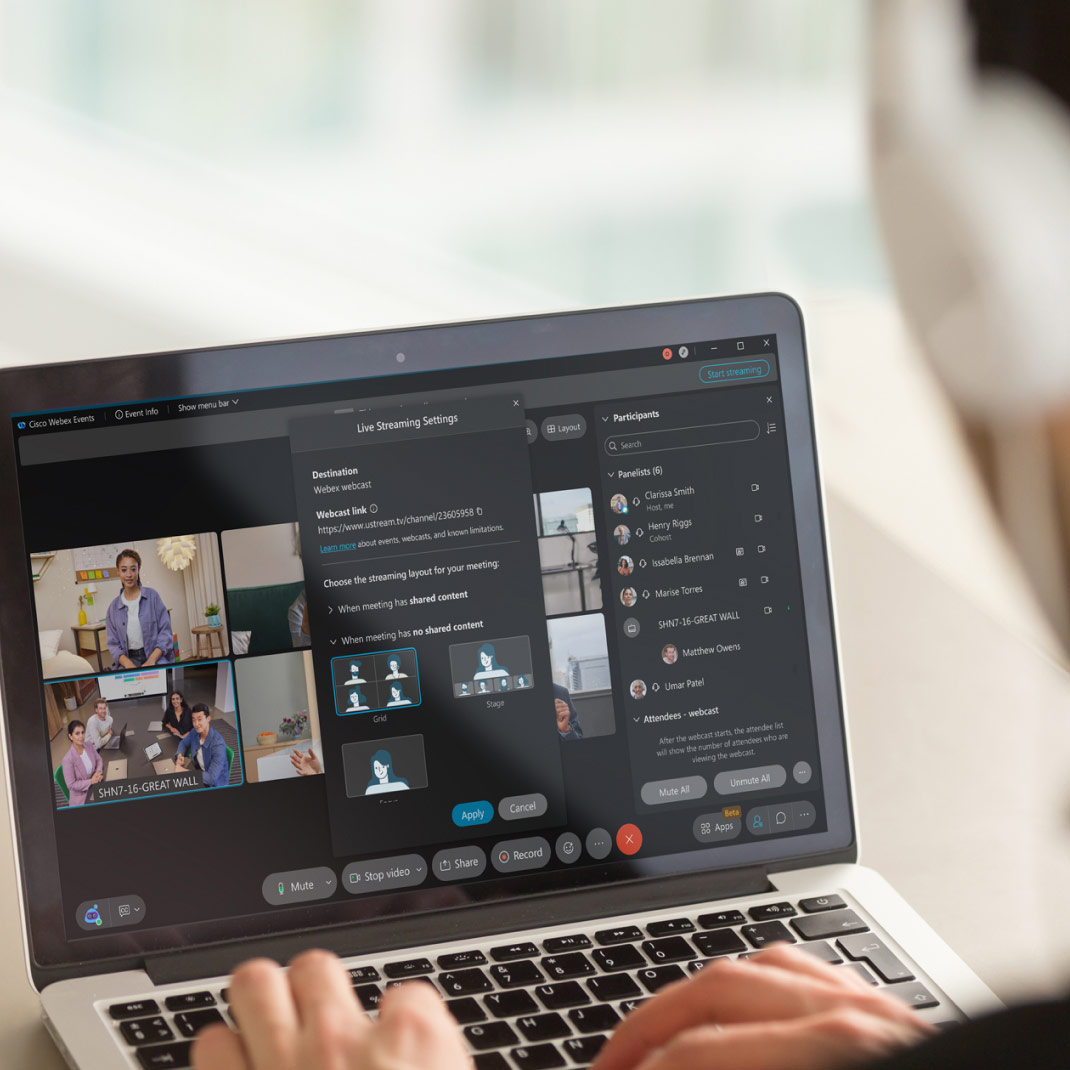 Cisco Webex Events
Event Info
Show menu bar
Start streaming
Live Streaming Settings
Destination
Webex webcast
Webcast link
https://www.ustream.tv/channel/23605958
Learn more about events, webcasts, and known limitations.
Choose the streaming layout for your meeting:
When meeting has shared content
When meeting has no shared content
Grid
Stage
Apply
Cancel
Layout
Participants
Search
Panelists (6)
Clarissa Smith
Host, me
Henry Riggs
Cohost
Issabella Brennan
Marise Torres
SHN7-16-GREAT WALL
Matthew Owens
Umar Patel
Attendees - webcast
After the webcast starts, the attendee list
will show the number of attendees who are
viewing the webcast.
Mute All
Unmute All
SHN7-16-GREAT WALL
Mute
Stop video
Share
Record
Apps
Beta
CC